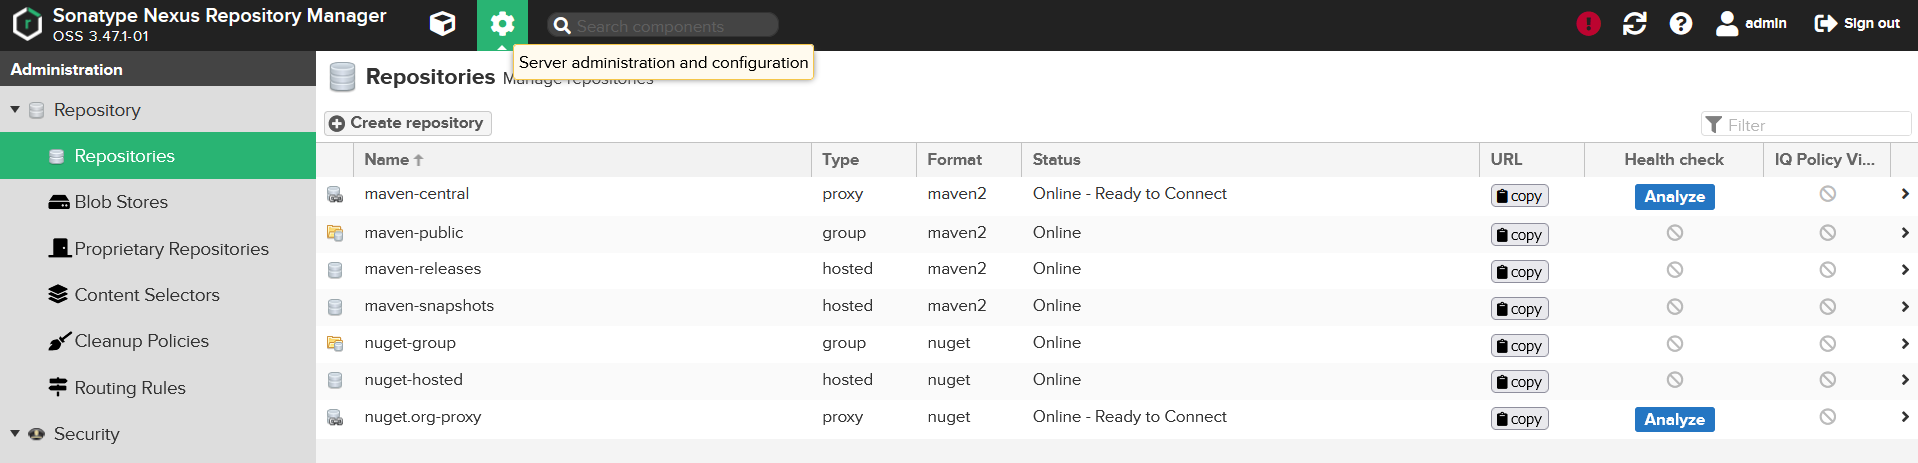 Sonatype Nexus Repository Manager
OSS 3.47.1-01
Search components
admin
Sign out
Server administration and configuration
Administration
Repository
Repositories
Blob Stores
Proprietary Repositories
Content Selectors
Cleanup Policies
Routing Rules
Security
Repositories Manage repositories
Create repository
Filter
Name Type Format Status URL Health check IQ Policy Vi...
maven-central proxy maven2 Online - Ready to Connect copy Analyze
maven-public group maven2 Online copy
maven-releases hosted maven2 Online copy
maven-snapshots hosted maven2 Online copy
nuget-group group nuget Online copy
nuget-hosted hosted nuget Online copy
nuget.org-proxy proxy nuget Online - Ready to Connect copy Analyze